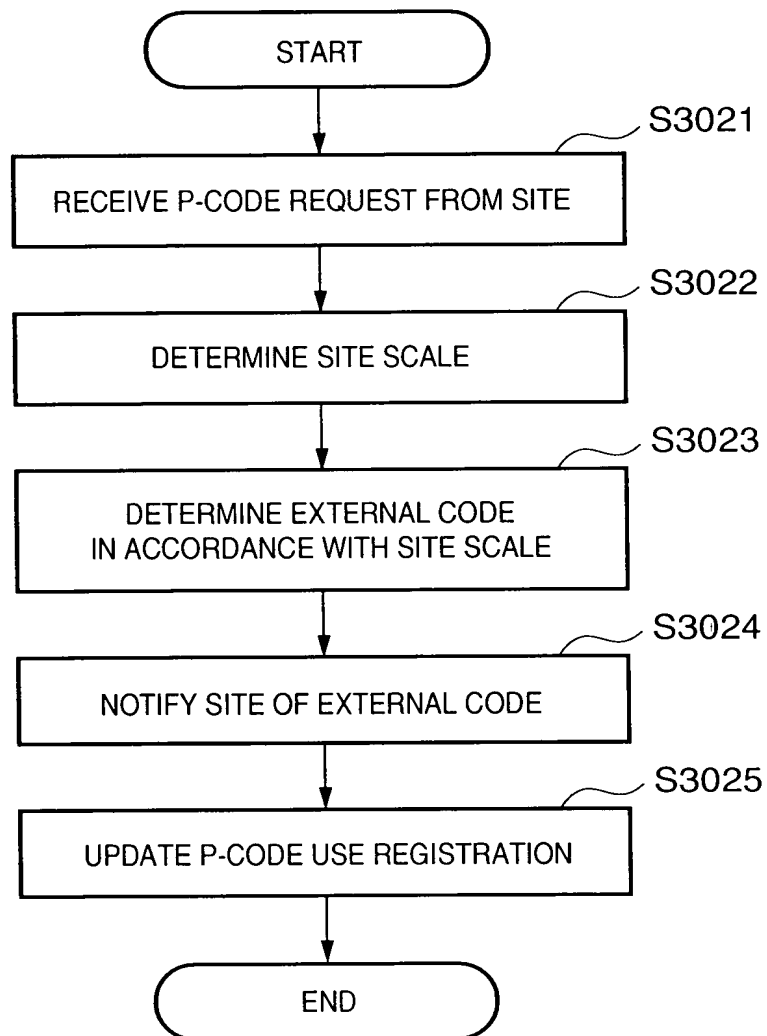 START
S3021
RECEIVE P-CODE REQUEST FROM SITE
S3022
DETERMINE SITE SCALE
S3023
DETERMINE EXTERNAL CODE
IN ACCORDANCE WITH SITE SCALE
S3024
NOTIFY SITE OF EXTERNAL CODE
S3025
UPDATE P-CODE USE REGISTRATION
END